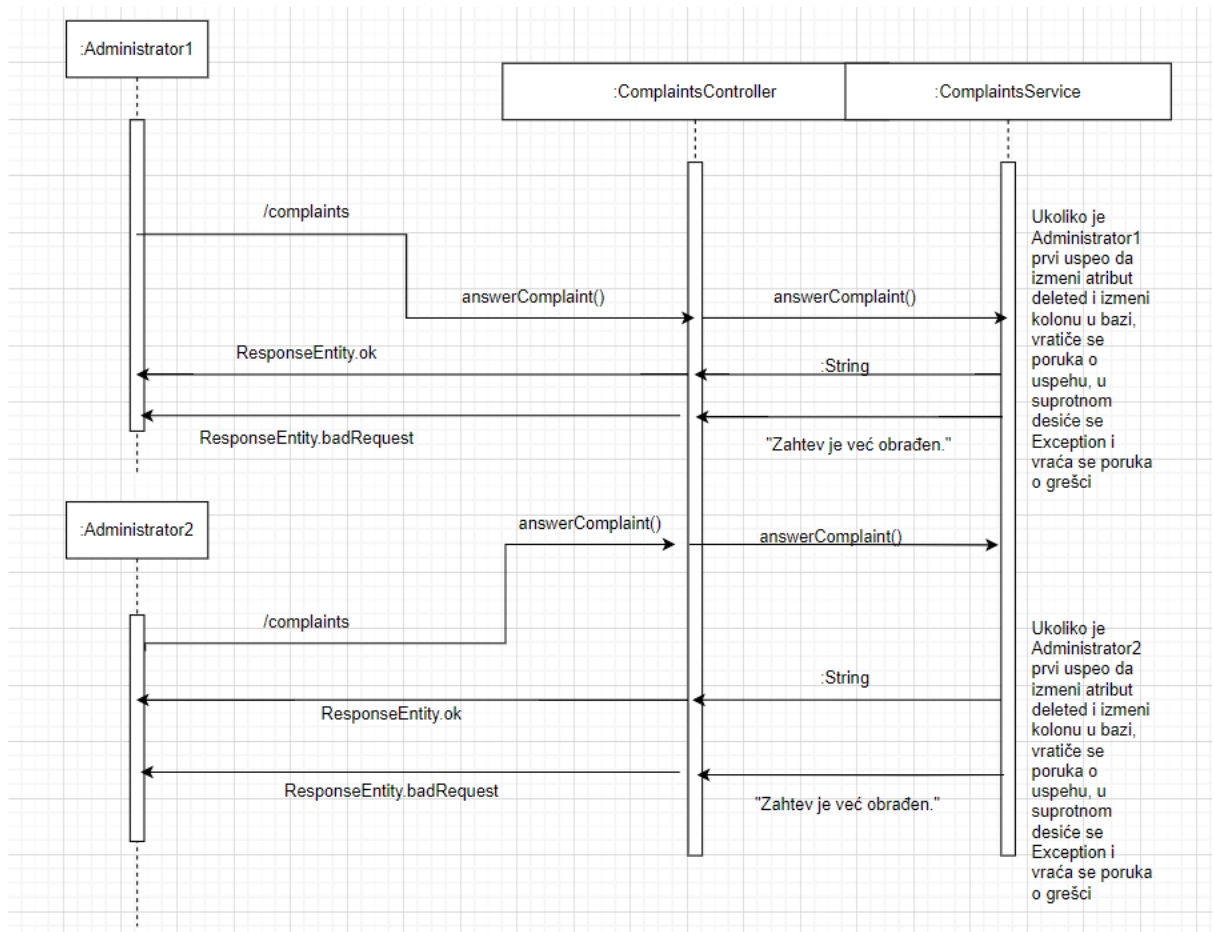 :Administrator1
:ComplaintsController
:ComplaintsService
/complaints
answerComplaint()
answerComplaint()
ResponseEntity.ok
:String
ResponseEntity.badRequest
"Zahtev je već obrađen."
Ukoliko je
Administrator1
prvi uspeo da
izmeni atribut
deleted i izmeni
kolonu u bazi,
vratiče se
poruka o
uspehu, u
suprotnom
desiće se
Exception i
vraća se poruka
o grešci
:Administrator2
answerComplaint()
answerComplaint()
/complaints
:String
ResponseEntity.ok
ResponseEntity.badRequest
"Zahtev je već obrađen."
Ukoliko je
Administrator2
prvi uspeo da
izmeni atribut
deleted i izmeni
kolonu u bazi,
vratiče se
poruka o
uspehu, u
suprotnom
desiće se
Exception i
vraća se poruka
o grešci